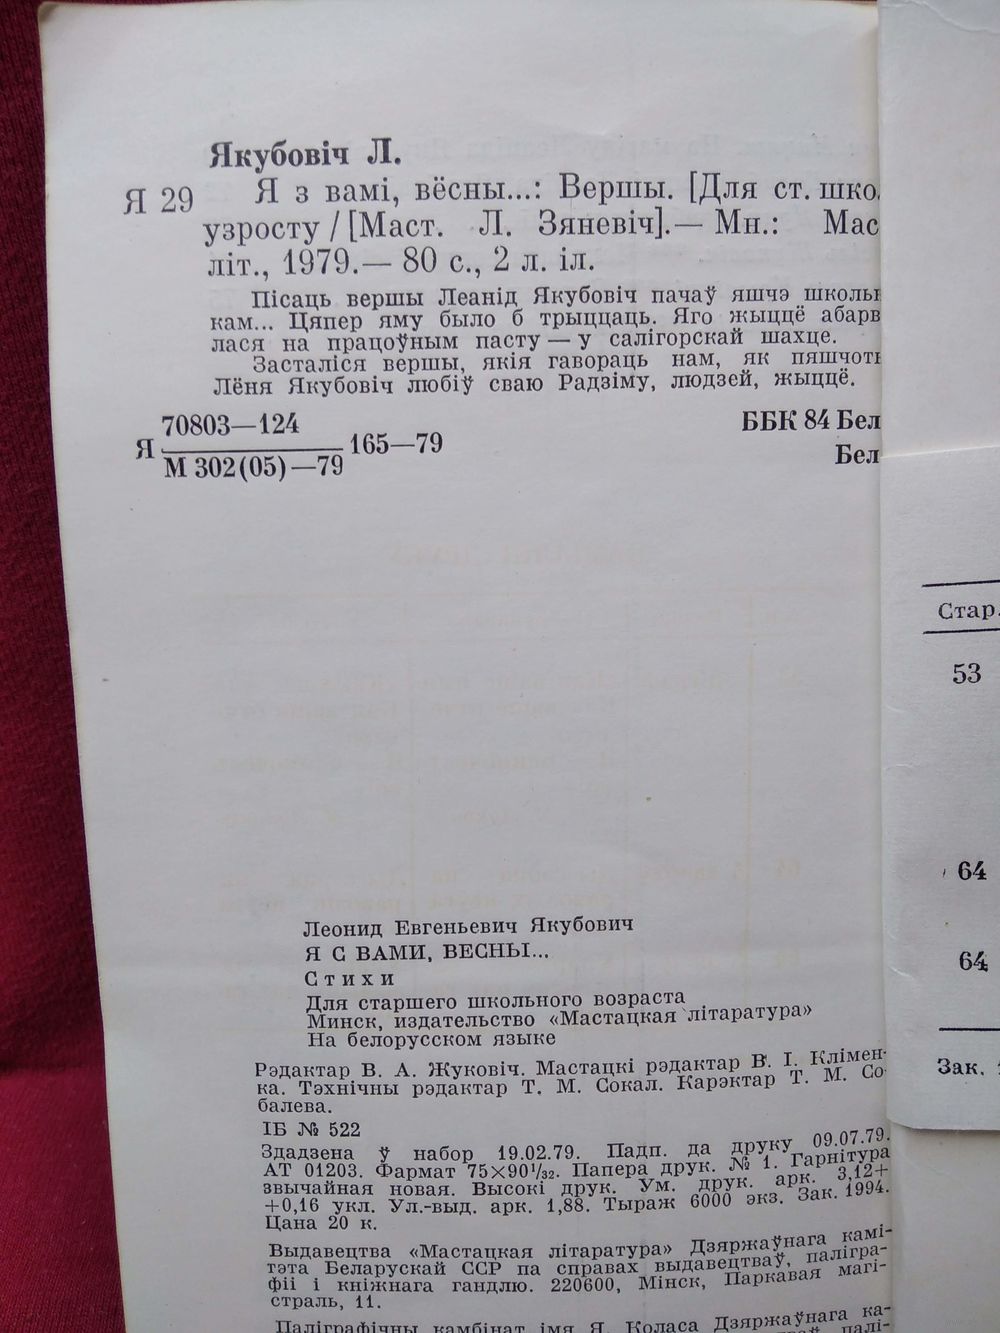 Якубовіч Л.
Я 29 Я з вамі, вёсны...: Вершы. [Для ст. шко
узросту / [Маст. Л. Зяневіч].— Мн.: Мас
літ., 1979.— 80 с., 2 л. іл.
Пісаць вершы Леанід Якубовіч пачаў яшчэ школь
кам... Цяпер яму было б трыццаць. Яго жыццё абарв
лася на працоўным пасту — у салігорскай шахце.
Засталіся вершы, якія гавораць нам, як пяшчот
Лёня Якубовіч любіў сваю Радзіму, людзей, жыццё.
70803—124
Я 165—79
М 302(05)—79
ББК 84 Бел
Бел
Леонид Евгеньевич Якубович
Я С ВАМИ, ВЕСНЫ...
Стихи
Для старшего школьного возраста
Минск, издательство «Мастацкая літаратура»
На белорусском языке
Рэдактар В. А. Жуковіч. Мастацкі рэдактар В. І. Клімен-
ка. Тэхнічны рэдактар Т. М. Сокал. Карэктар Т. М. Со-
балева.
ІБ № 522
Здадзена ў набор 19.02.79. Падп. да друку 09.07.79.
АТ 01203. Фармат 75×90¹/₃₂. Папера друк. № 1. Гарнітура
звычайная новая. Высокі друк. Ум. друк. арк. 3,12+
+0,16 укл. Ул.-выд. арк. 1,88. Тыраж 6000 экз. Зак. 1994.
Цана 20 к.
Выдавецтва «Мастацкая літаратура» Дзяржаўнага камі-
тэта Беларускай ССР па справах выдавецтваў, палігра-
фіі і кніжнага гандлю. 220600, Мінск, Паркавая магі-
страль, 11.
Паліграфічны камбінат імя Я. Коласа Дзяржаўнага ка-
Стар.
53
64
64
Зак.